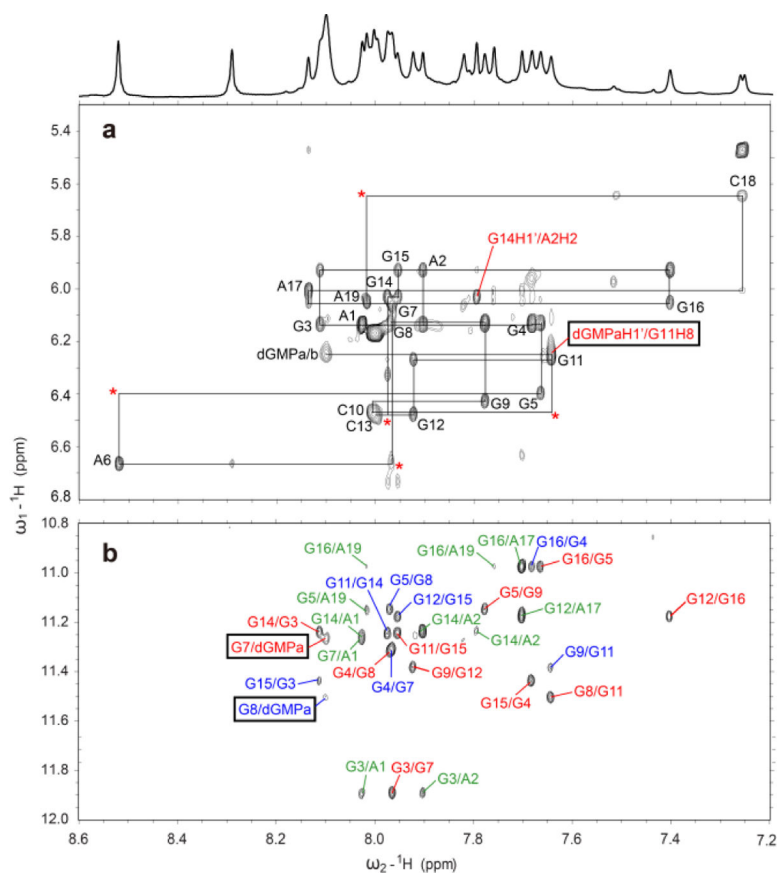 a
5.4
5.6
5.8
6.0
6.2
6.4
6.6
6.8
ω₁ - ¹H (ppm)
* C18
G14H1'/A2H2
G15 A2
A17 A19 G14 G7 G16
G3 A1 G8 G4
dGMPaH1'/G11H8
dGMPa/b G11
* C10 G9 G5
C13 G12
* *
A6 *
b
10.8
11.0
11.2
11.4
11.6
11.8
12.0
ω₁ - ¹H (ppm)
G16/A19 G16/A19 G16/A17 G16/G4
G16/G5
G11/G14 G5/G8 G5/G9
G5/A19 G12/G15 G12/G16
G14/G3 G14/A1 G14/A2 G12/A17
G7/dGMPa G11/G15 G14/A2
G7/A1
G4/G8 G9/G11
G15/G3 G4/G7 G9/G12
G8/dGMPa G15/G4 G8/G11
G3/A1 G3/G7 G3/A2
8.6 8.4 8.2 8.0 7.8 7.6 7.4 7.2
ω₂ - ¹H (ppm)